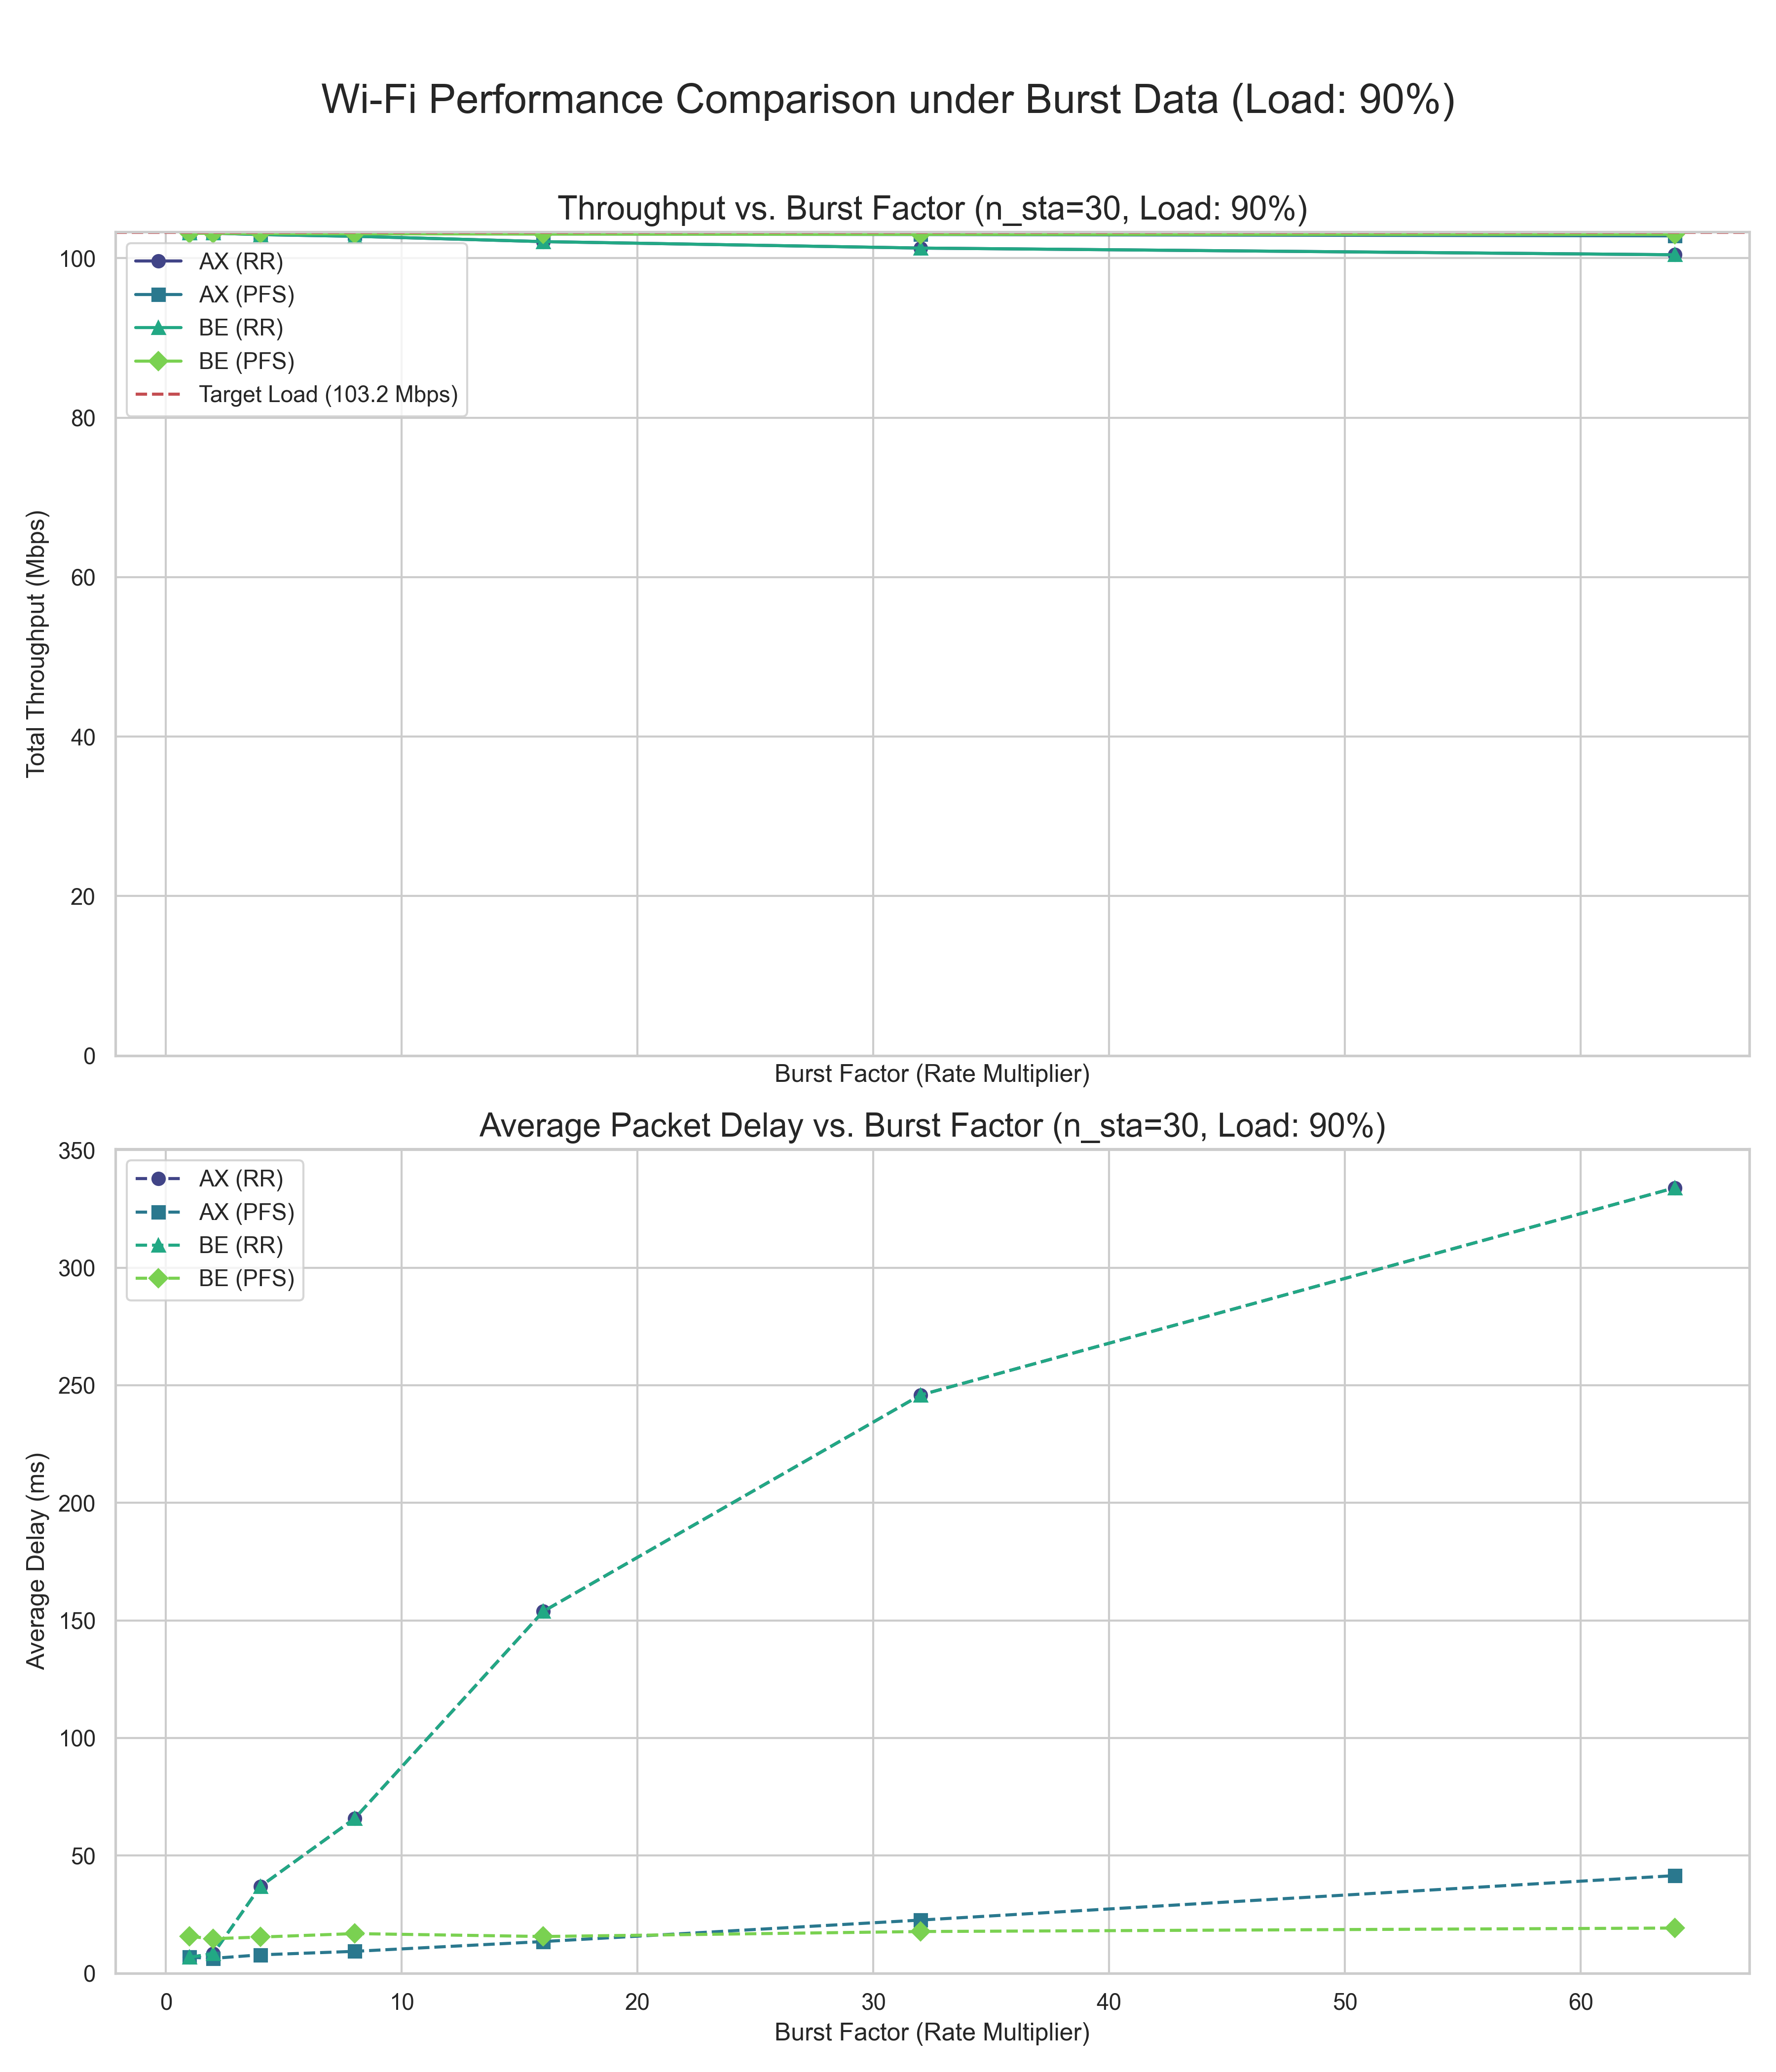 Wi-Fi Performance Comparison under Burst Data (Load: 90%)
Throughput vs. Burst Factor (n_sta=30, Load: 90%)
Total Throughput (Mbps)
100
80
60
40
20
0
AX (RR)
AX (PFS)
BE (RR)
BE (PFS)
Target Load (103.2 Mbps)
Burst Factor (Rate Multiplier)
Average Packet Delay vs. Burst Factor (n_sta=30, Load: 90%)
Average Delay (ms)
350
300
250
200
150
100
50
0
AX (RR)
AX (PFS)
BE (RR)
BE (PFS)
0 10 20 30 40 50 60
Burst Factor (Rate Multiplier)